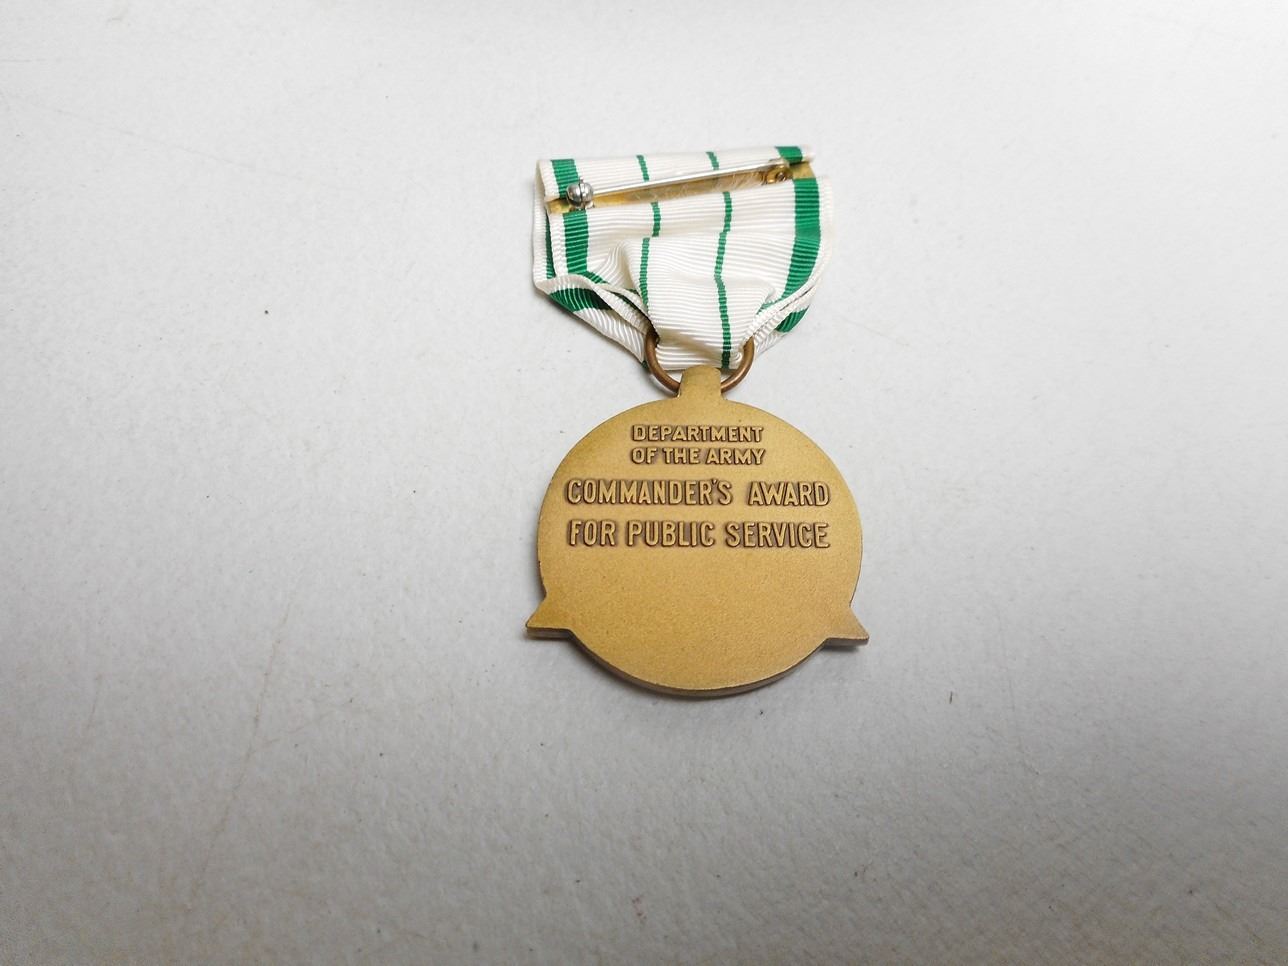 DEPARTMENT
OF THE ARMY
COMMANDER'S AWARD
FOR PUBLIC SERVICE